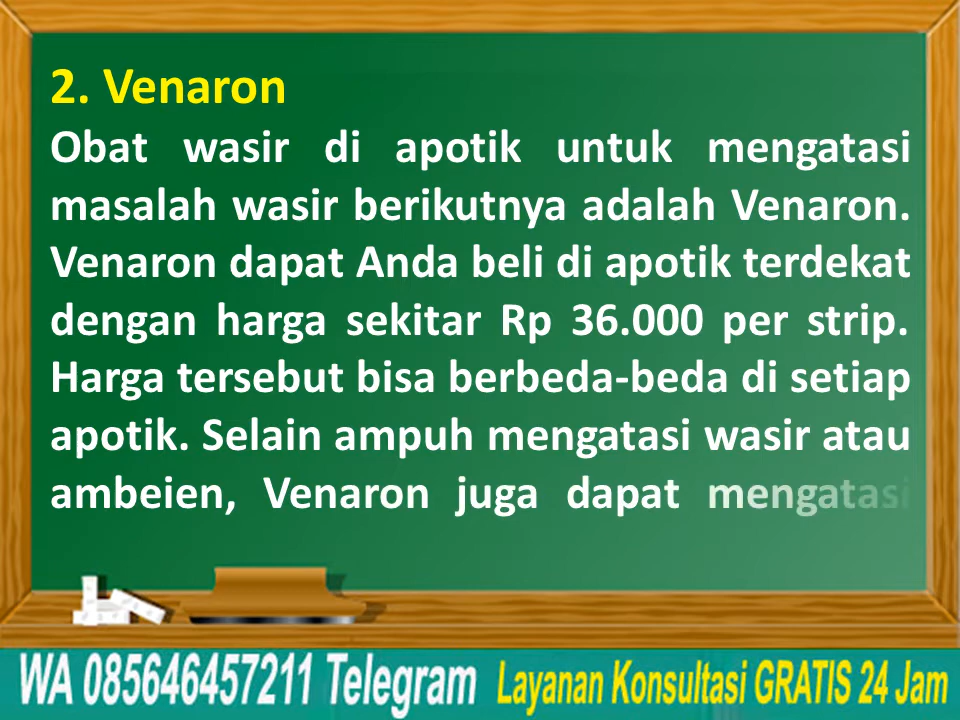 2. Venaron
Obat wasir di apotik untuk mengatasi
masalah wasir berikutnya adalah Venaron.
Venaron dapat Anda beli di apotik terdekat
dengan harga sekitar Rp 36.000 per strip.
Harga tersebut bisa berbeda-beda di setiap
apotik. Selain ampuh mengatasi wasir atau
ambeien, Venaron juga dapat mengatasi
WA 085646457211 Telegram Layanan Konsultasi GRATIS 24 Jam